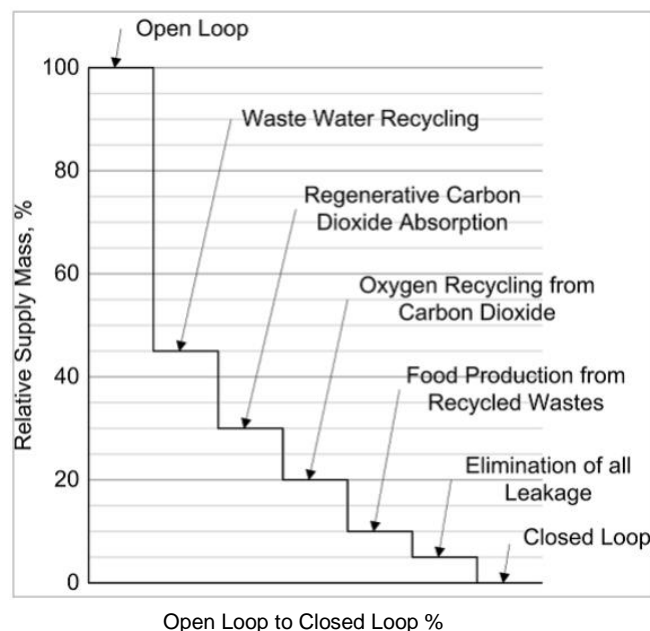 Open Loop
100
Waste Water Recycling
80
Regenerative Carbon
Dioxide Absorption
Relative Supply Mass, %
60
Oxygen Recycling from
Carbon Dioxide
40
Food Production from
Recycled Wastes
20
Elimination of all
Leakage
Closed Loop
0
Open Loop to Closed Loop %